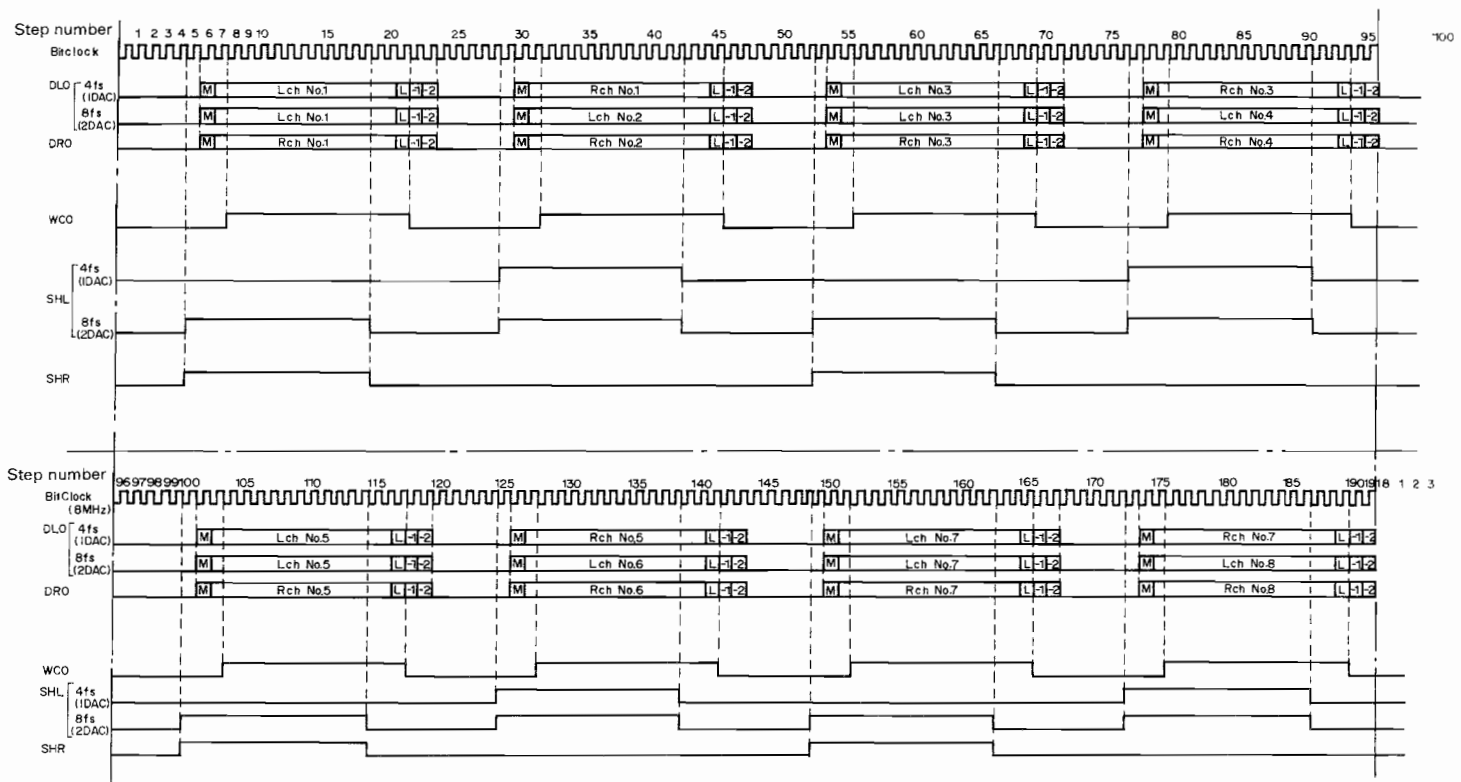 Step number 1 2 3 4 5 6 7 8 9 10 15 20 25 30 35 40 45 50 55 60 65 70 75 80 85 90 95 100
Bitclock
DLO 4fs (1DAC) M Lch No.1 L -1 -2 M Rch No.1 L -1 -2 M Lch No.3 L -1 -2 M Rch No.3 L -1 -2
8fs (2DAC) M Lch No.1 L -1 -2 M Lch No.2 L -1 -2 M Lch No.3 L -1 -2 M Lch No.4 L -1 -2
DRO M Rch No.1 L -1 -2 M Rch No.2 L -1 -2 M Rch No.3 L -1 -2 M Rch No.4 L -1 -2
WCO
4fs (1DAC)
SHL
8fs (2DAC)
SHR
Step number 96 97 98 99 100 105 110 115 120 125 130 135 140 145 150 155 160 165 170 175 180 185 190 191 8 1 2 3
BitClock
(8MHz)
DLO 4fs (1DAC) M Lch No.5 L -1 -2 M Rch No.5 L -1 -2 M Lch No.7 L -1 -2 M Rch No.7 L -1 -2
8fs (2DAC) M Lch No.5 L -1 -2 M Lch No.6 L -1 -2 M Lch No.7 L -1 -2 M Lch No.8 L -1 -2
DRO M Rch No.5 L -1 -2 M Rch No.6 L -1 -2 M Rch No.7 L -1 -2 M Rch No.8 L -1 -2
WCO
SHL 4fs (1DAC)
8fs (2DAC)
SHR